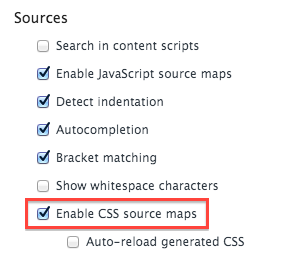 Sources
Search in content scripts
Enable JavaScript source maps
Detect indentation
Autocompletion
Bracket matching
Show whitespace characters
Enable CSS source maps
Auto-reload generated CSS